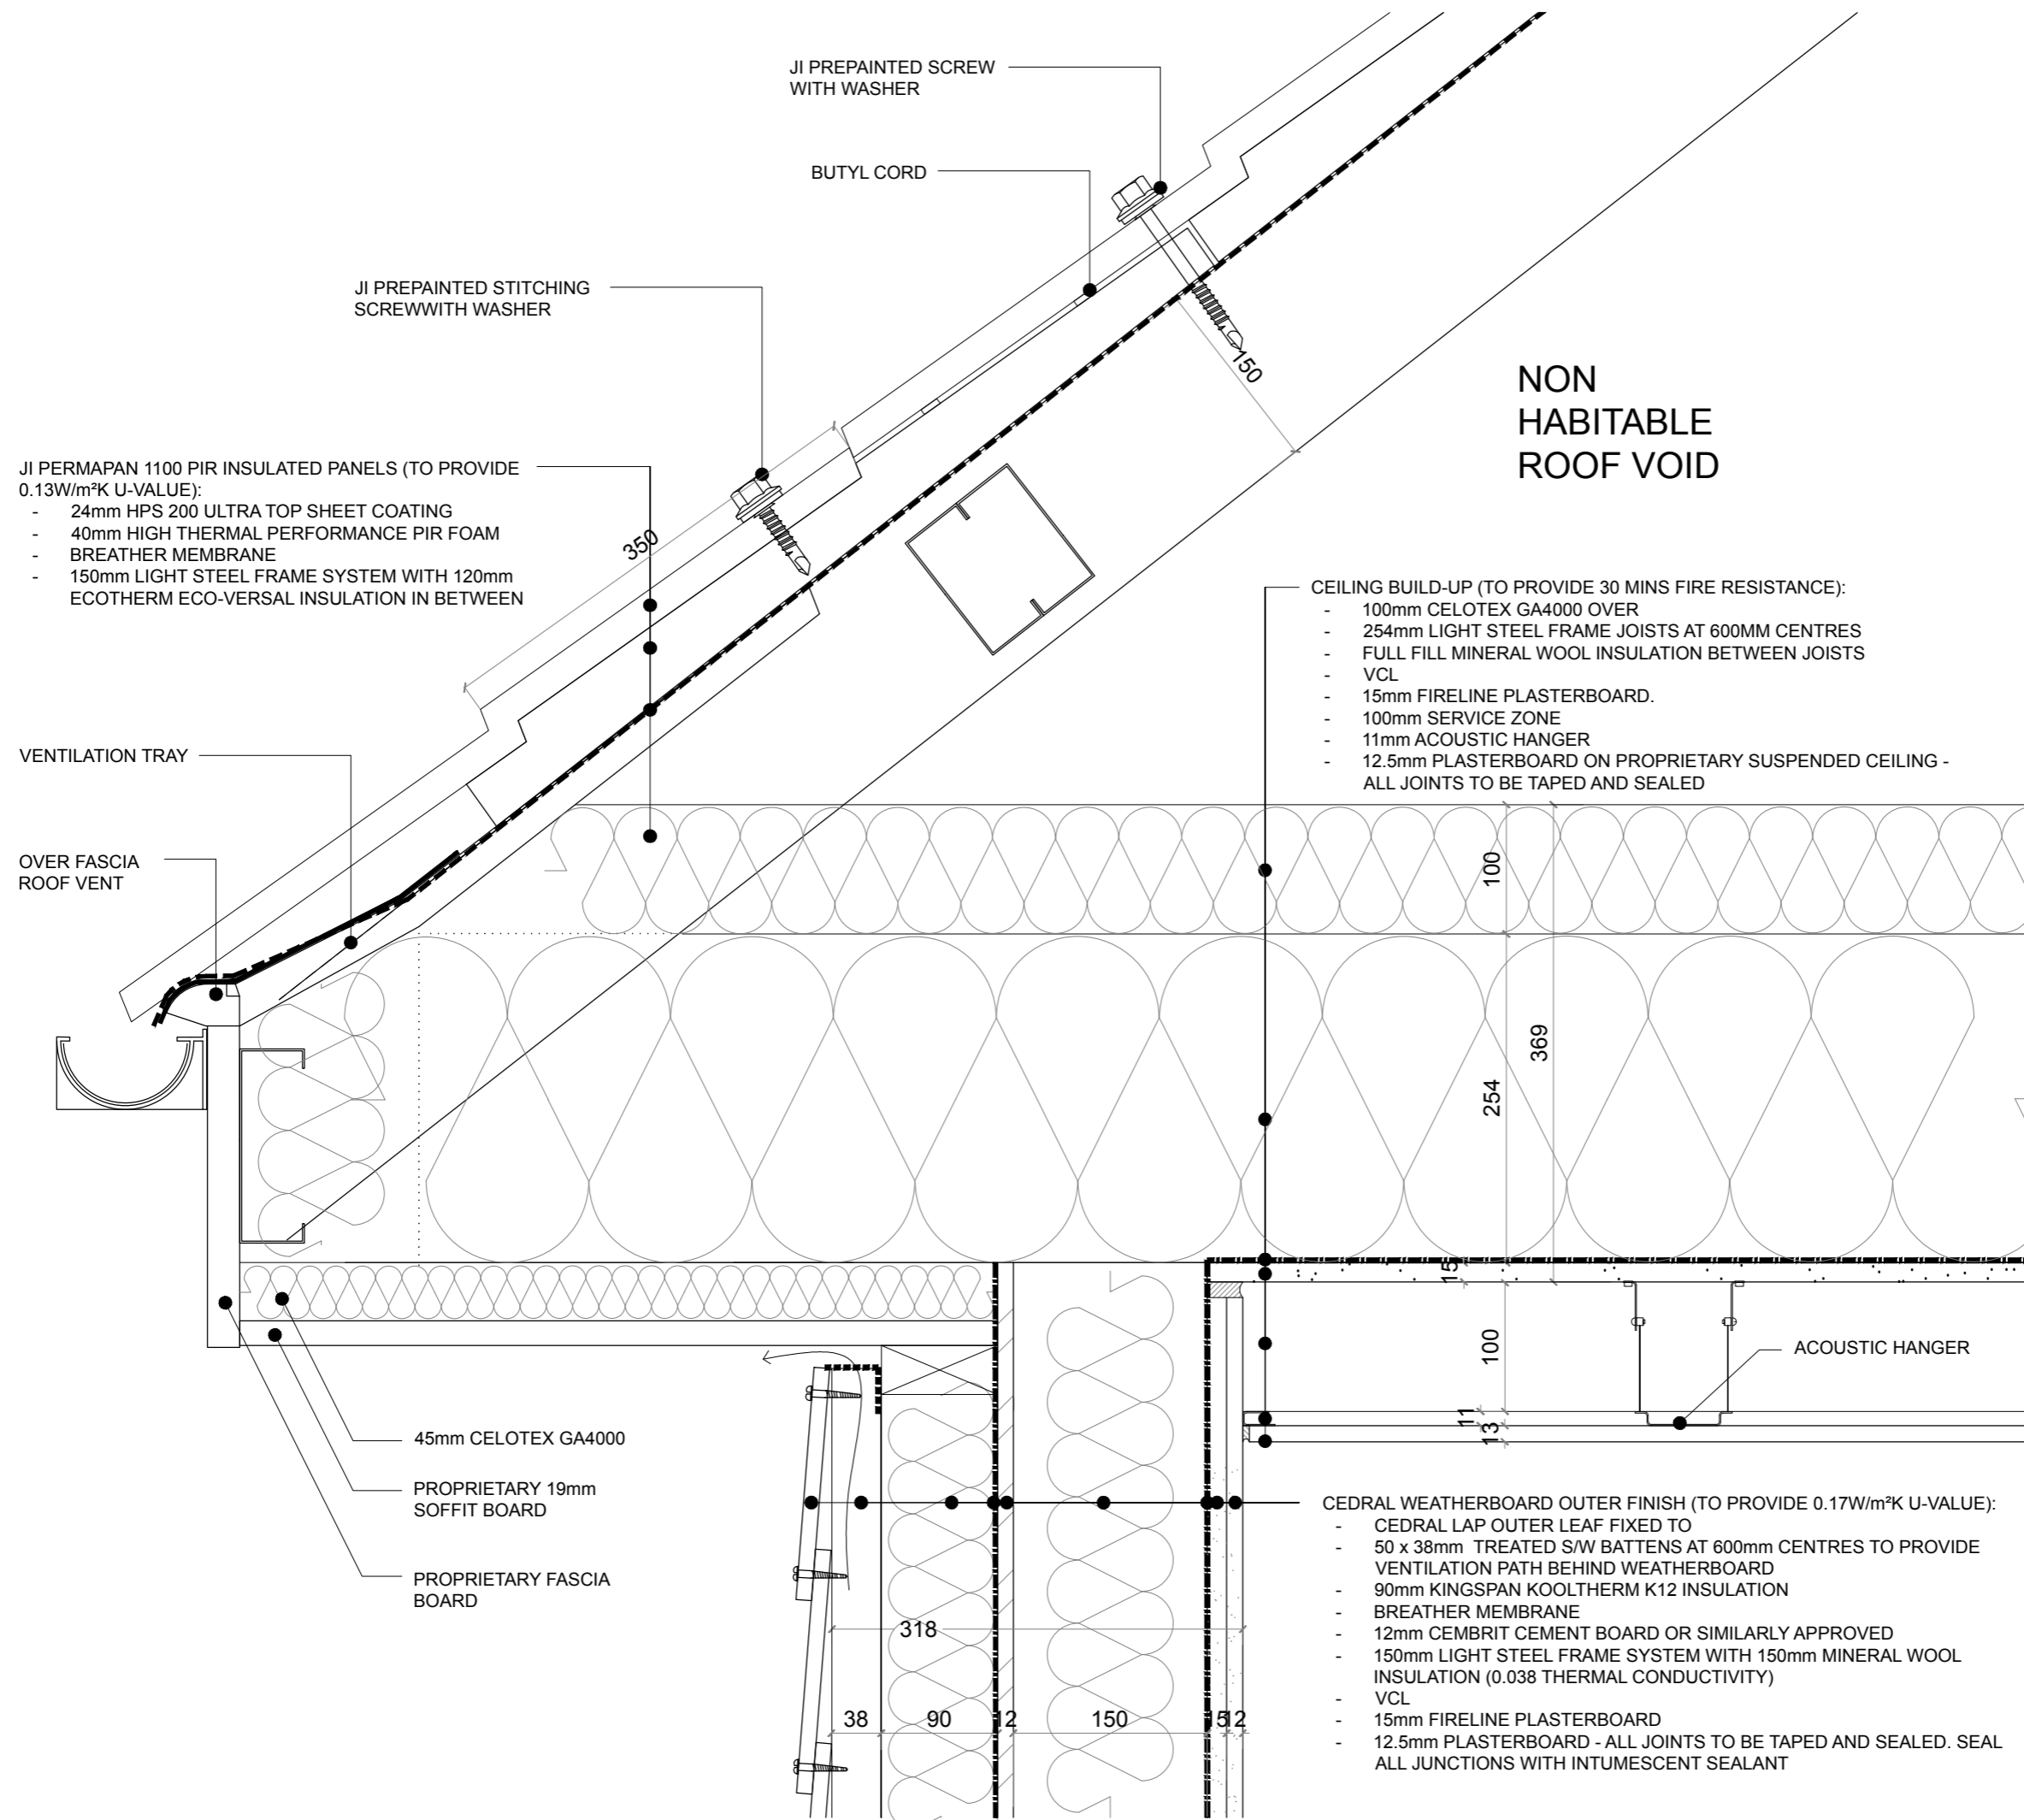 JI PREPAINTED SCREW
WITH WASHER
BUTYL CORD
JI PREPAINTED STITCHING
SCREWWITH WASHER
150
NON
HABITABLE
ROOF VOID
JI PERMAPAN 1100 PIR INSULATED PANELS (TO PROVIDE
0.13W/m²K U-VALUE):
- 24mm HPS 200 ULTRA TOP SHEET COATING
- 40mm HIGH THERMAL PERFORMANCE PIR FOAM
- BREATHER MEMBRANE
- 150mm LIGHT STEEL FRAME SYSTEM WITH 120mm
ECOTHERM ECO-VERSAL INSULATION IN BETWEEN
350
CEILING BUILD-UP (TO PROVIDE 30 MINS FIRE RESISTANCE):
- 100mm CELOTEX GA4000 OVER
- 254mm LIGHT STEEL FRAME JOISTS AT 600MM CENTRES
- FULL FILL MINERAL WOOL INSULATION BETWEEN JOISTS
- VCL
- 15mm FIRELINE PLASTERBOARD.
- 100mm SERVICE ZONE
- 11mm ACOUSTIC HANGER
- 12.5mm PLASTERBOARD ON PROPRIETARY SUSPENDED CEILING -
ALL JOINTS TO BE TAPED AND SEALED
VENTILATION TRAY
OVER FASCIA
ROOF VENT
100
369
254
15
100
11
13
ACOUSTIC HANGER
45mm CELOTEX GA4000
PROPRIETARY 19mm
SOFFIT BOARD
PROPRIETARY FASCIA
BOARD
CEDRAL WEATHERBOARD OUTER FINISH (TO PROVIDE 0.17W/m²K U-VALUE):
- CEDRAL LAP OUTER LEAF FIXED TO
- 50 x 38mm TREATED S/W BATTENS AT 600mm CENTRES TO PROVIDE
VENTILATION PATH BEHIND WEATHERBOARD
- 90mm KINGSPAN KOOLTHERM K12 INSULATION
- BREATHER MEMBRANE
- 12mm CEMBRIT CEMENT BOARD OR SIMILARLY APPROVED
- 150mm LIGHT STEEL FRAME SYSTEM WITH 150mm MINERAL WOOL
INSULATION (0.038 THERMAL CONDUCTIVITY)
- VCL
- 15mm FIRELINE PLASTERBOARD
- 12.5mm PLASTERBOARD - ALL JOINTS TO BE TAPED AND SEALED. SEAL
ALL JUNCTIONS WITH INTUMESCENT SEALANT
318
38 90 12 150 15 12